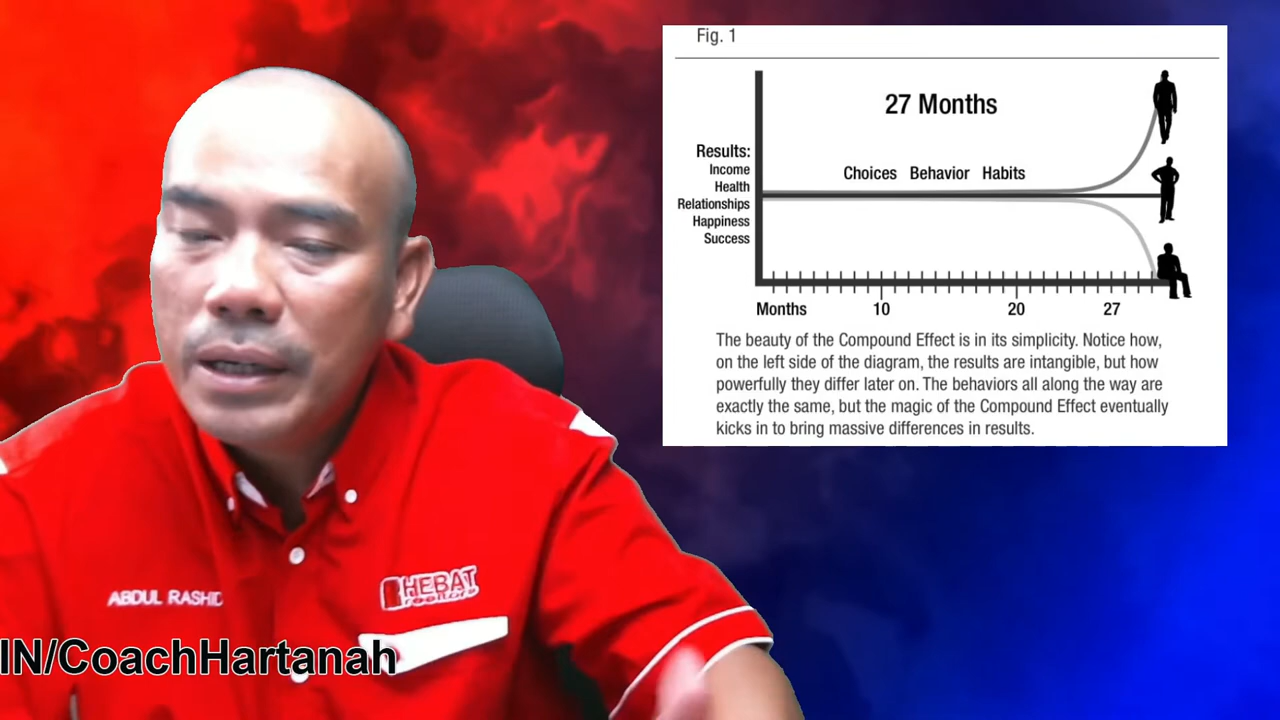 Fig. 1
27 Months
Results:
Income
Health
Relationships
Happiness
Success
Choices Behavior Habits
Months 10 20 27
The beauty of the Compound Effect is in its simplicity. Notice how,
on the left side of the diagram, the results are intangible, but how
powerfully they differ later on. The behaviors all along the way are
exactly the same, but the magic of the Compound Effect eventually
kicks in to bring massive differences in results.
ABDUL RASHID
HEBAT
realtors
IN/CoachHartanah